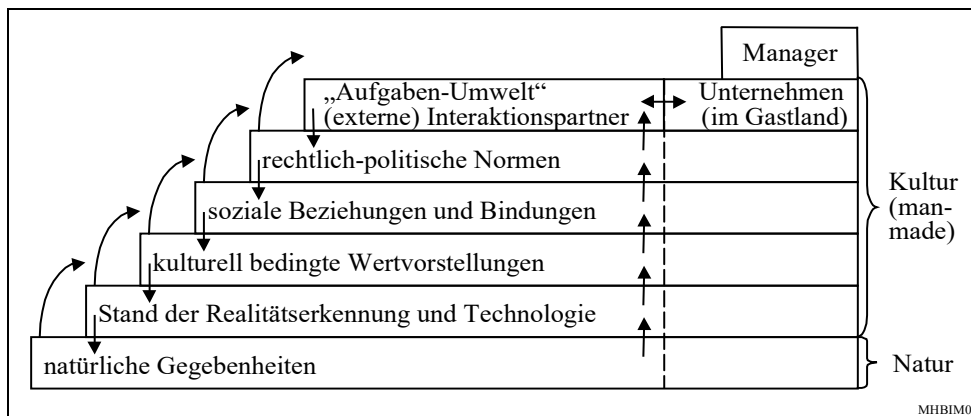 Manager
„Aufgaben-Umwelt“
(externe) Interaktionspartner
Unternehmen
(im Gastland)
rechtlich-politische Normen
soziale Beziehungen und Bindungen
kulturell bedingte Wertvorstellungen
Stand der Realitätserkennung und Technologie
natürliche Gegebenheiten
Kultur
(man-
made)
Natur
MHBIM0